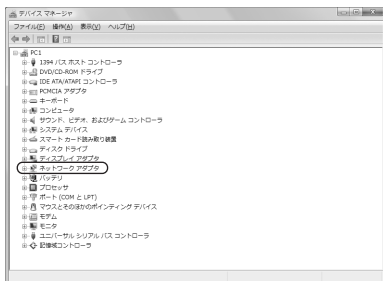 デバイス マネージャ
ファイル(F) 操作(A) 表示(V) ヘルプ(H)
PC1
1394 バス ホスト コントローラ
DVD/CD-ROM ドライブ
IDE ATA/ATAPI コントローラ
PCMCIA アダプタ
キーボード
コンピュータ
サウンド、ビデオ、およびゲーム コントローラ
システム デバイス
スマート カード読み取り装置
ディスク ドライブ
ディスプレイ アダプタ
ネットワーク アダプタ
バッテリ
プロセッサ
ポート (COM と LPT)
マウスとそのほかのポインティング デバイス
モデム
モニタ
ユニバーサル シリアル バス コントローラ
記憶域コントローラ